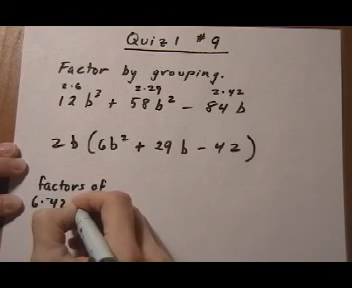 Quiz 1 #9
Factor by grouping.
2·6 2·29 2·42
12b³ + 58b² - 84b
2b(6b² + 29b - 42)
factors of
6·-42